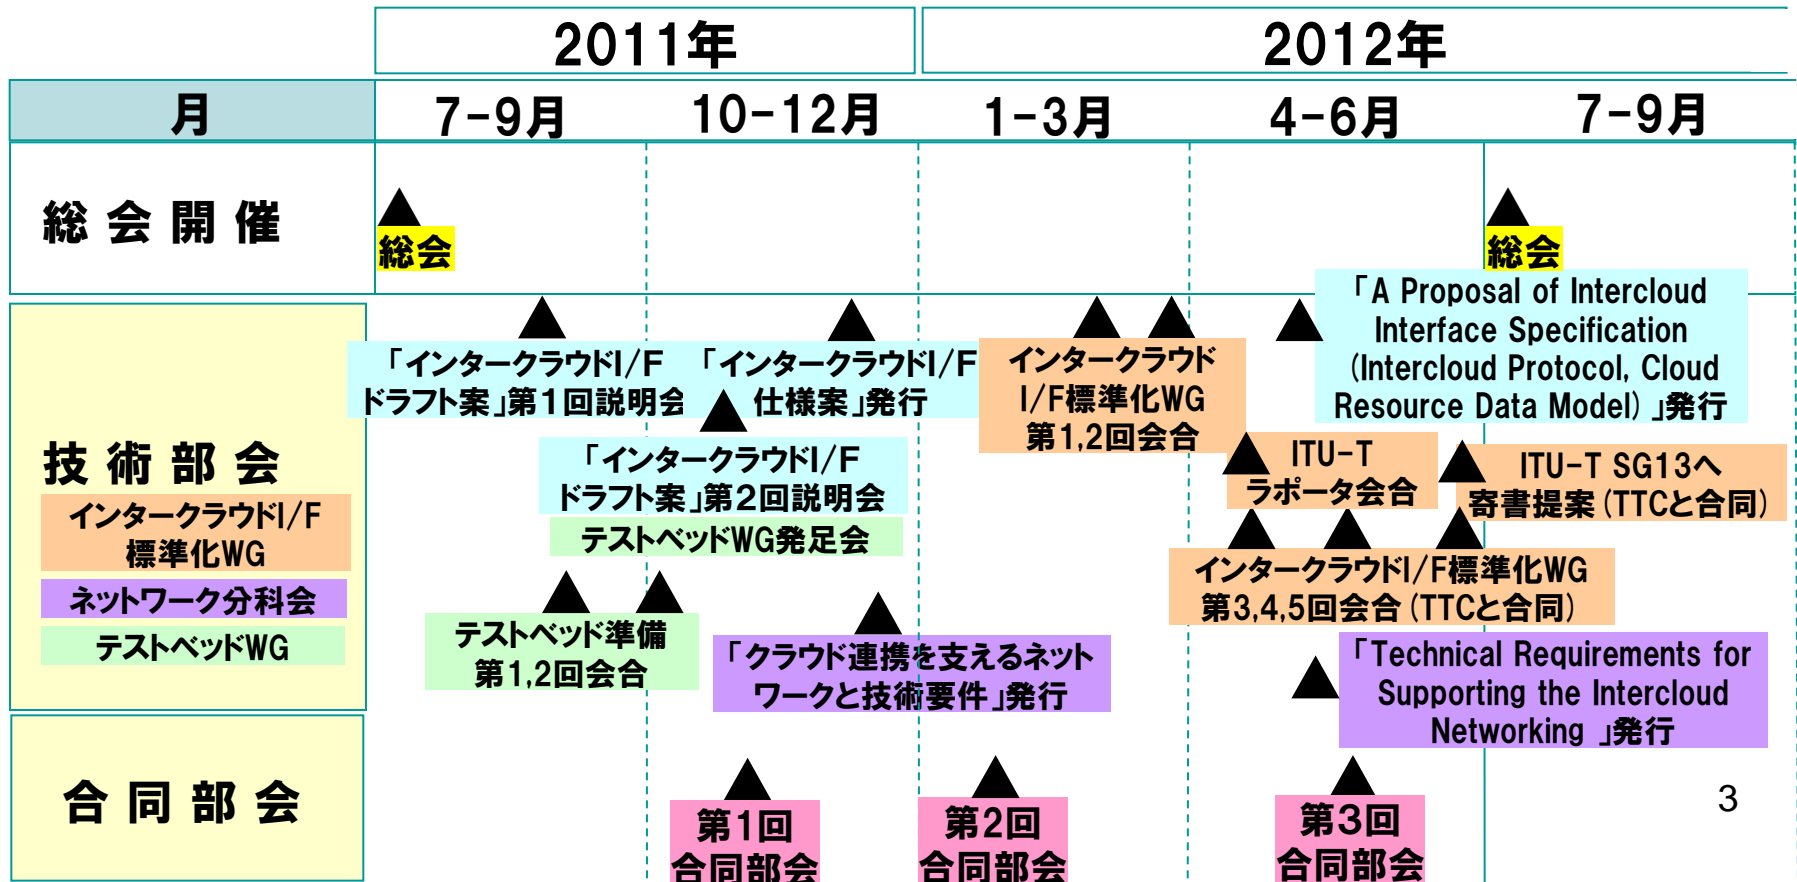 2011年
2012年
月
7-9月
10-12月
1-3月
4-6月
7-9月
総会開催
総会
総会
技術部会
インタークラウドI/F
標準化WG
ネットワーク分科会
テストベッドWG
「インタークラウドI/F
ドラフト案」第1回説明会
「インタークラウドI/F
仕様案」発行
「インタークラウドI/F
ドラフト案」第2回説明会
テストベッドWG発足会
テストベッド準備
第1,2回会合
「クラウド連携を支えるネット
ワークと技術要件」発行
インタークラウド
I/F標準化WG
第1,2回会合
「A Proposal of Intercloud
Interface Specification
(Intercloud Protocol, Cloud
Resource Data Model) 」発行
ITU-T
ラポータ会合
ITU-T SG13へ
寄書提案(TTCと合同)
インタークラウドI/F標準化WG
第3,4,5回会合(TTCと合同)
「Technical Requirements for
Supporting the Intercloud
Networking 」発行
合同部会
第1回
合同部会
第2回
合同部会
第3回
合同部会
3